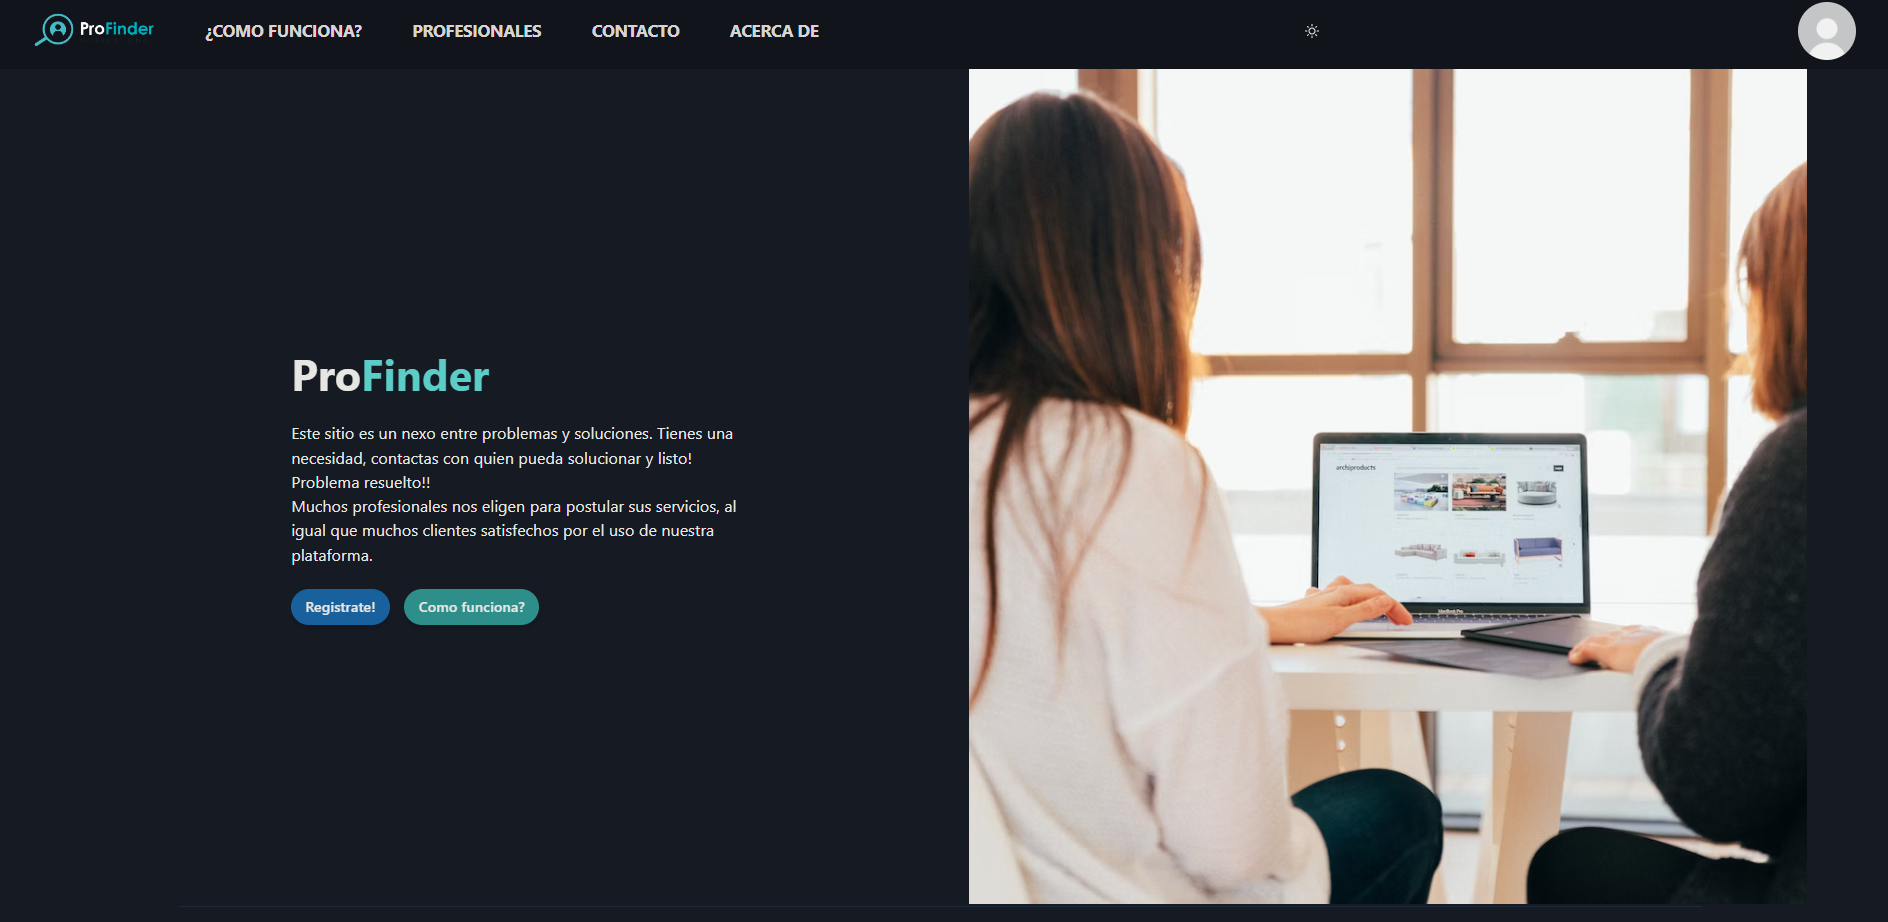 ProFinder
¿COMO FUNCIONA?
PROFESIONALES
CONTACTO
ACERCA DE
ProFinder
Este sitio es un nexo entre problemas y soluciones. Tienes una
necesidad, contactas con quien pueda solucionar y listo!
Problema resuelto!!
Muchos profesionales nos eligen para postular sus servicios, al
igual que muchos clientes satisfechos por el uso de nuestra
plataforma.
Registrate!
Como funciona?
archiproducts
MacBook Pro